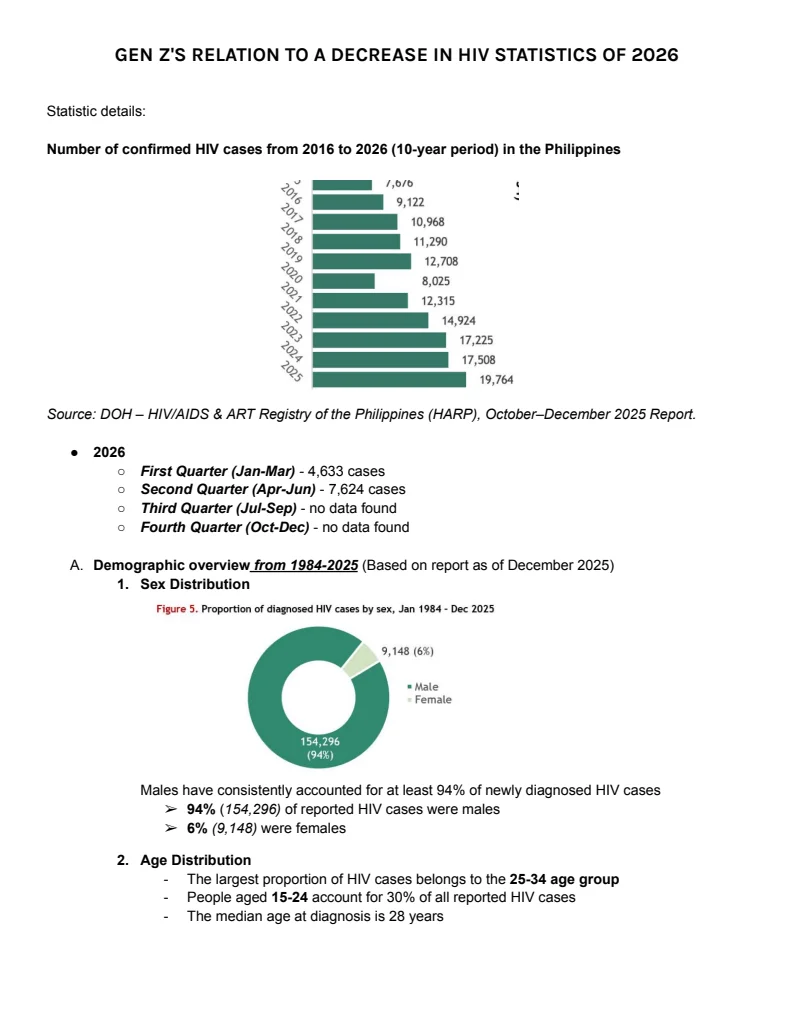 GEN Z'S RELATION TO A DECREASE IN HIV STATISTICS OF 2026
Statistic details:
Number of confirmed HIV cases from 2016 to 2026 (10-year period) in the Philippines
7,676
2016 9,122
2017 10,968
2018 11,290
2019 12,708
2020 8,025
2021 12,315
2022 14,924
2023 17,225
2024 17,508
2025 19,764
Source: DOH – HIV/AIDS & ART Registry of the Philippines (HARP), October–December 2025 Report.
● 2026
○ First Quarter (Jan-Mar) - 4,633 cases
○ Second Quarter (Apr-Jun) - 7,624 cases
○ Third Quarter (Jul-Sep) - no data found
○ Fourth Quarter (Oct-Dec) - no data found
A. Demographic overview from 1984-2025 (Based on report as of December 2025)
1. Sex Distribution
Figure 5. Proportion of diagnosed HIV cases by sex, Jan 1984 - Dec 2025
9,148 (6%)
Male
Female
154,296
(94%)
Males have consistently accounted for at least 94% of newly diagnosed HIV cases
➢ 94% (154,296) of reported HIV cases were males
➢ 6% (9,148) were females
2. Age Distribution
- The largest proportion of HIV cases belongs to the 25-34 age group
- People aged 15-24 account for 30% of all reported HIV cases
- The median age at diagnosis is 28 years